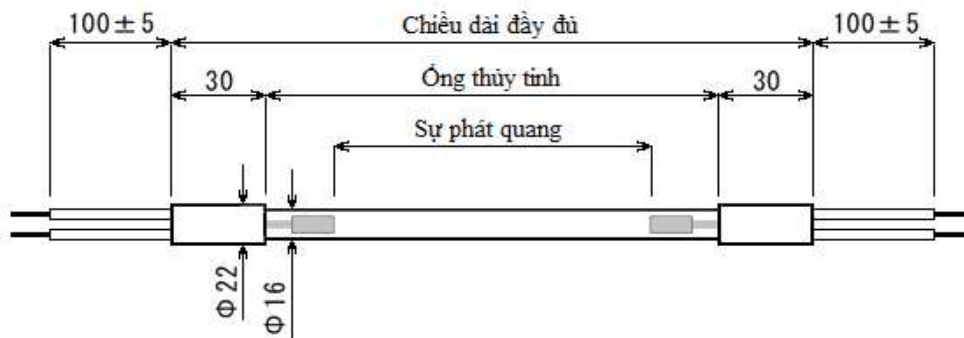 100±5
Chiều dài đầy đủ
100±5
30
Ống thủy tinh
30
Sự phát quang
Φ22
Φ16